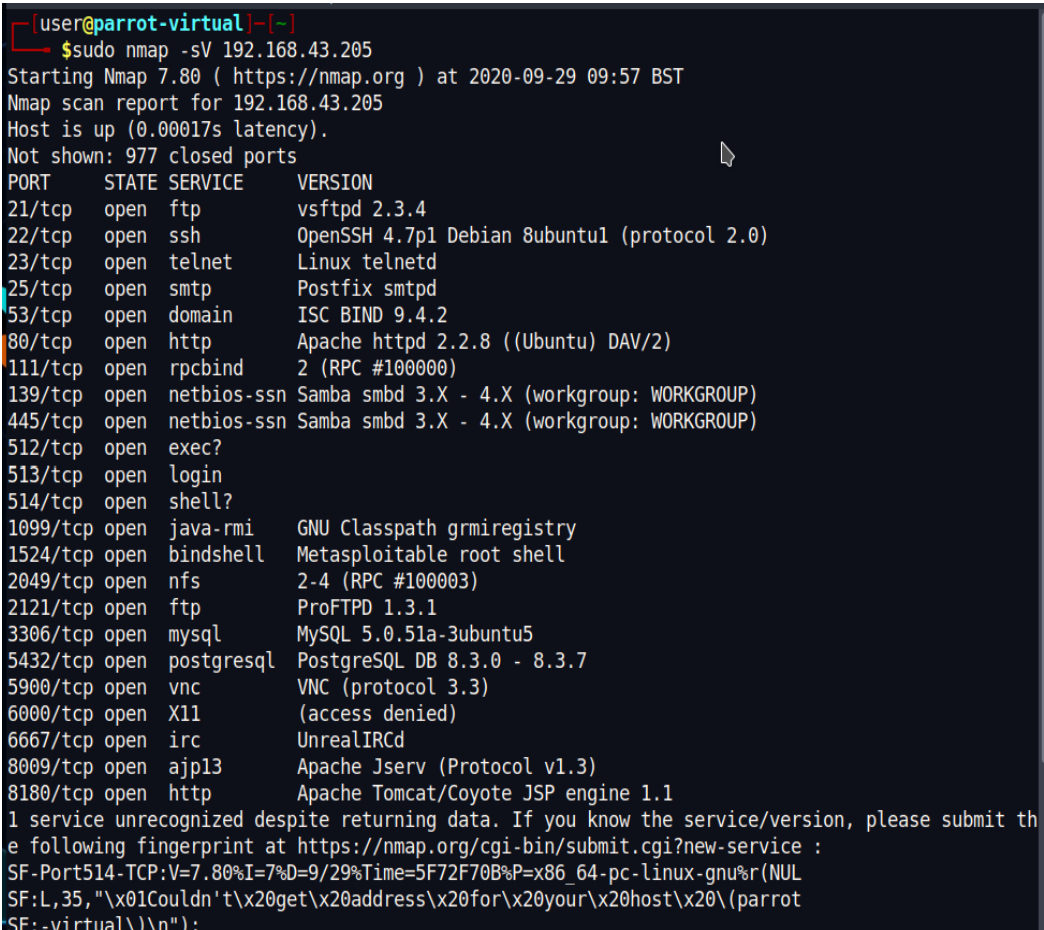 [user@parrot-virtual]-[~]
$sudo nmap -sV 192.168.43.205
Starting Nmap 7.80 ( https://nmap.org ) at 2020-09-29 09:57 BST
Nmap scan report for 192.168.43.205
Host is up (0.00017s latency).
Not shown: 977 closed ports
PORT     STATE SERVICE     VERSION
21/tcp   open  ftp         vsftpd 2.3.4
22/tcp   open  ssh         OpenSSH 4.7p1 Debian 8ubuntu1 (protocol 2.0)
23/tcp   open  telnet      Linux telnetd
25/tcp   open  smtp        Postfix smtpd
53/tcp   open  domain      ISC BIND 9.4.2
80/tcp   open  http        Apache httpd 2.2.8 ((Ubuntu) DAV/2)
111/tcp  open  rpcbind     2 (RPC #100000)
139/tcp  open  netbios-ssn Samba smbd 3.X - 4.X (workgroup: WORKGROUP)
445/tcp  open  netbios-ssn Samba smbd 3.X - 4.X (workgroup: WORKGROUP)
512/tcp  open  exec?
513/tcp  open  login
514/tcp  open  shell?
1099/tcp open  java-rmi    GNU Classpath grmiregistry
1524/tcp open  bindshell   Metasploitable root shell
2049/tcp open  nfs         2-4 (RPC #100003)
2121/tcp open  ftp         ProFTPD 1.3.1
3306/tcp open  mysql       MySQL 5.0.51a-3ubuntu5
5432/tcp open  postgresql  PostgreSQL DB 8.3.0 - 8.3.7
5900/tcp open  vnc         VNC (protocol 3.3)
6000/tcp open  X11         (access denied)
6667/tcp open  irc         UnrealIRCd
8009/tcp open  ajp13       Apache Jserv (Protocol v1.3)
8180/tcp open  http        Apache Tomcat/Coyote JSP engine 1.1
1 service unrecognized despite returning data. If you know the service/version, please submit th
e following fingerprint at https://nmap.org/cgi-bin/submit.cgi?new-service :
SF-Port514-TCP:V=7.80%I=7%D=9/29%Time=5F72F70B%P=x86_64-pc-linux-gnu%r(NUL
SF:L,35,"\x01Couldn't\x20get\x20address\x20for\x20your\x20host\x20\(parrot
SF:-virtual\)\n");